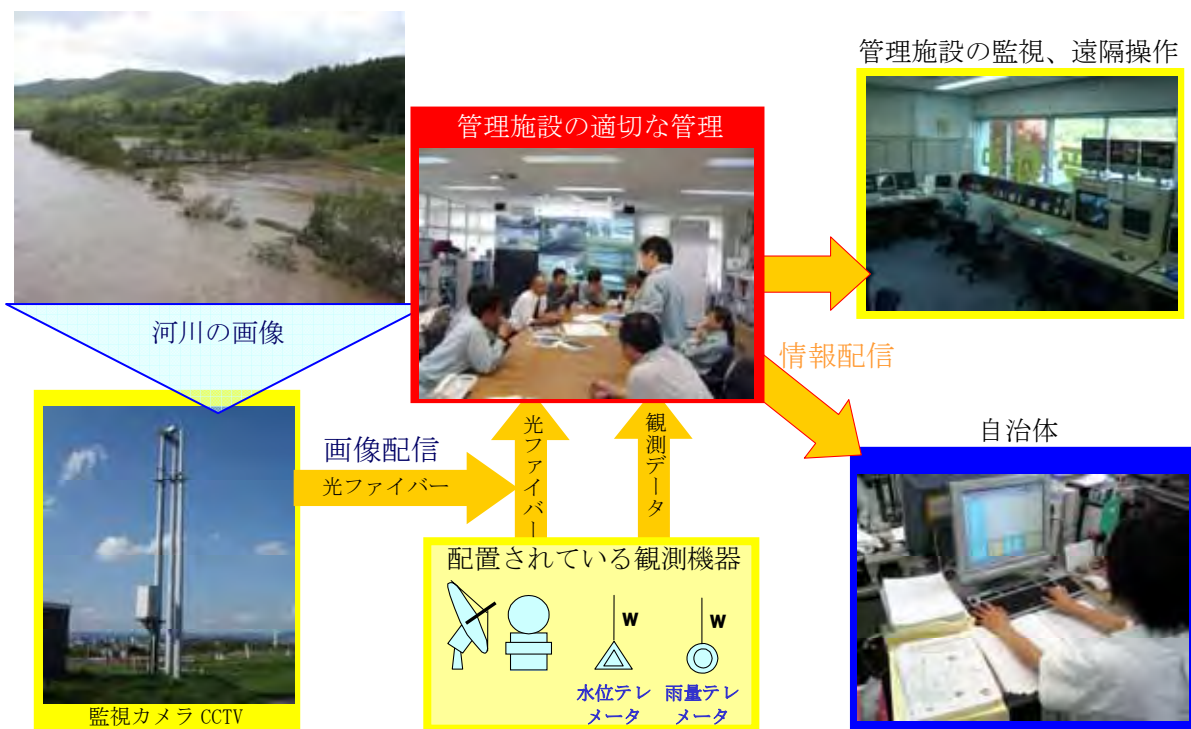 管理施設の監視、遠隔操作
管理施設の適切な管理
河川の画像
情報配信
自治体
画像配信
光ファイバー
光ファイバー
観測データ
配置されている観測機器
W
W
水位テレ
メータ
雨量テレ
メータ
監視カメラ CCTV